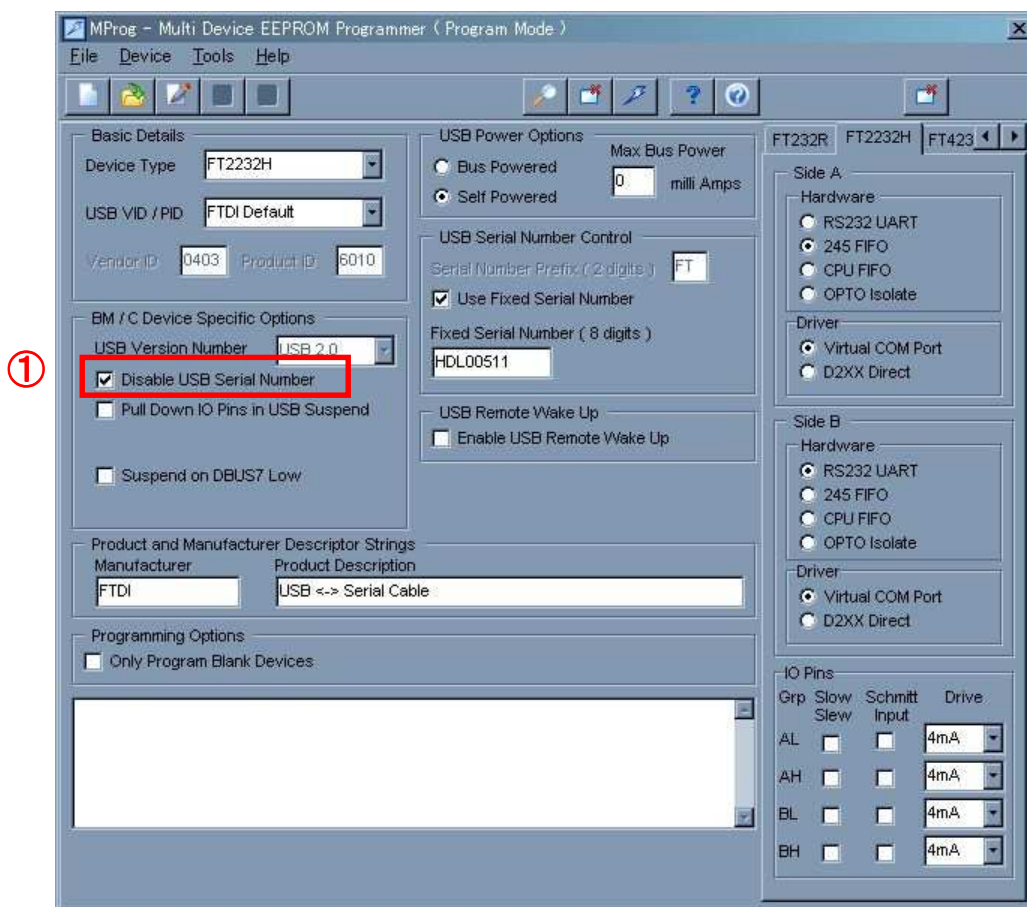 MProg - Multi Device EEPROM Programmer ( Program Mode )
File Device Tools Help
Basic Details
Device Type FT2232H
USB VID / PID FTDI Default
Vendor ID 0403 Product ID 6010
BM / C Device Specific Options
USB Version Number USB 2.0
①
Disable USB Serial Number
Pull Down IO Pins in USB Suspend
Suspend on DBUS7 Low
USB Power Options
Bus Powered
Self Powered
Max Bus Power
0 milli Amps
USB Serial Number Control
Serial Number Prefix ( 2 digits ) FT
Use Fixed Serial Number
Fixed Serial Number ( 8 digits )
HDL00511
USB Remote Wake Up
Enable USB Remote Wake Up
Product and Manufacturer Descriptor Strings
Manufacturer Product Description
FTDI USB <-> Serial Cable
Programming Options
Only Program Blank Devices
FT232R FT2232H FT423
Side A
Hardware
RS232 UART
245 FIFO
CPU FIFO
OPTO Isolate
Driver
Virtual COM Port
D2XX Direct
Side B
Hardware
RS232 UART
245 FIFO
CPU FIFO
OPTO Isolate
Driver
Virtual COM Port
D2XX Direct
IO Pins
Grp Slow Schmitt Drive
Slew Input
AL 4mA
AH 4mA
BL 4mA
BH 4mA